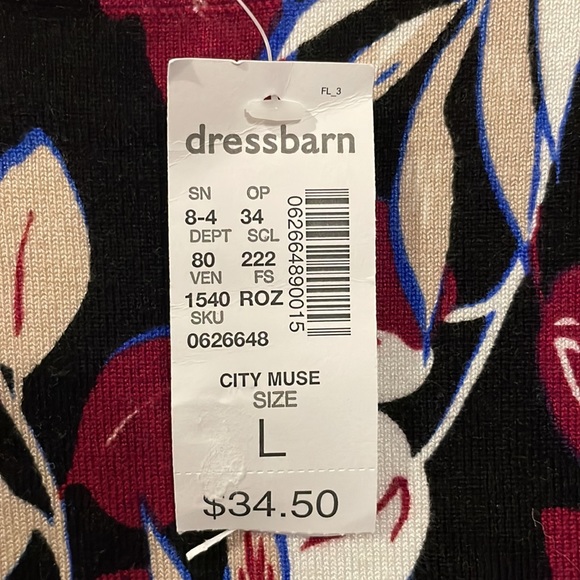 FL_3
dressbarn
SN OP
8-4 34
DEPT SCL
80 222
VEN FS
1540 ROZ
SKU
0626648
062664890015
CITY MUSE
SIZE
L
$34.50